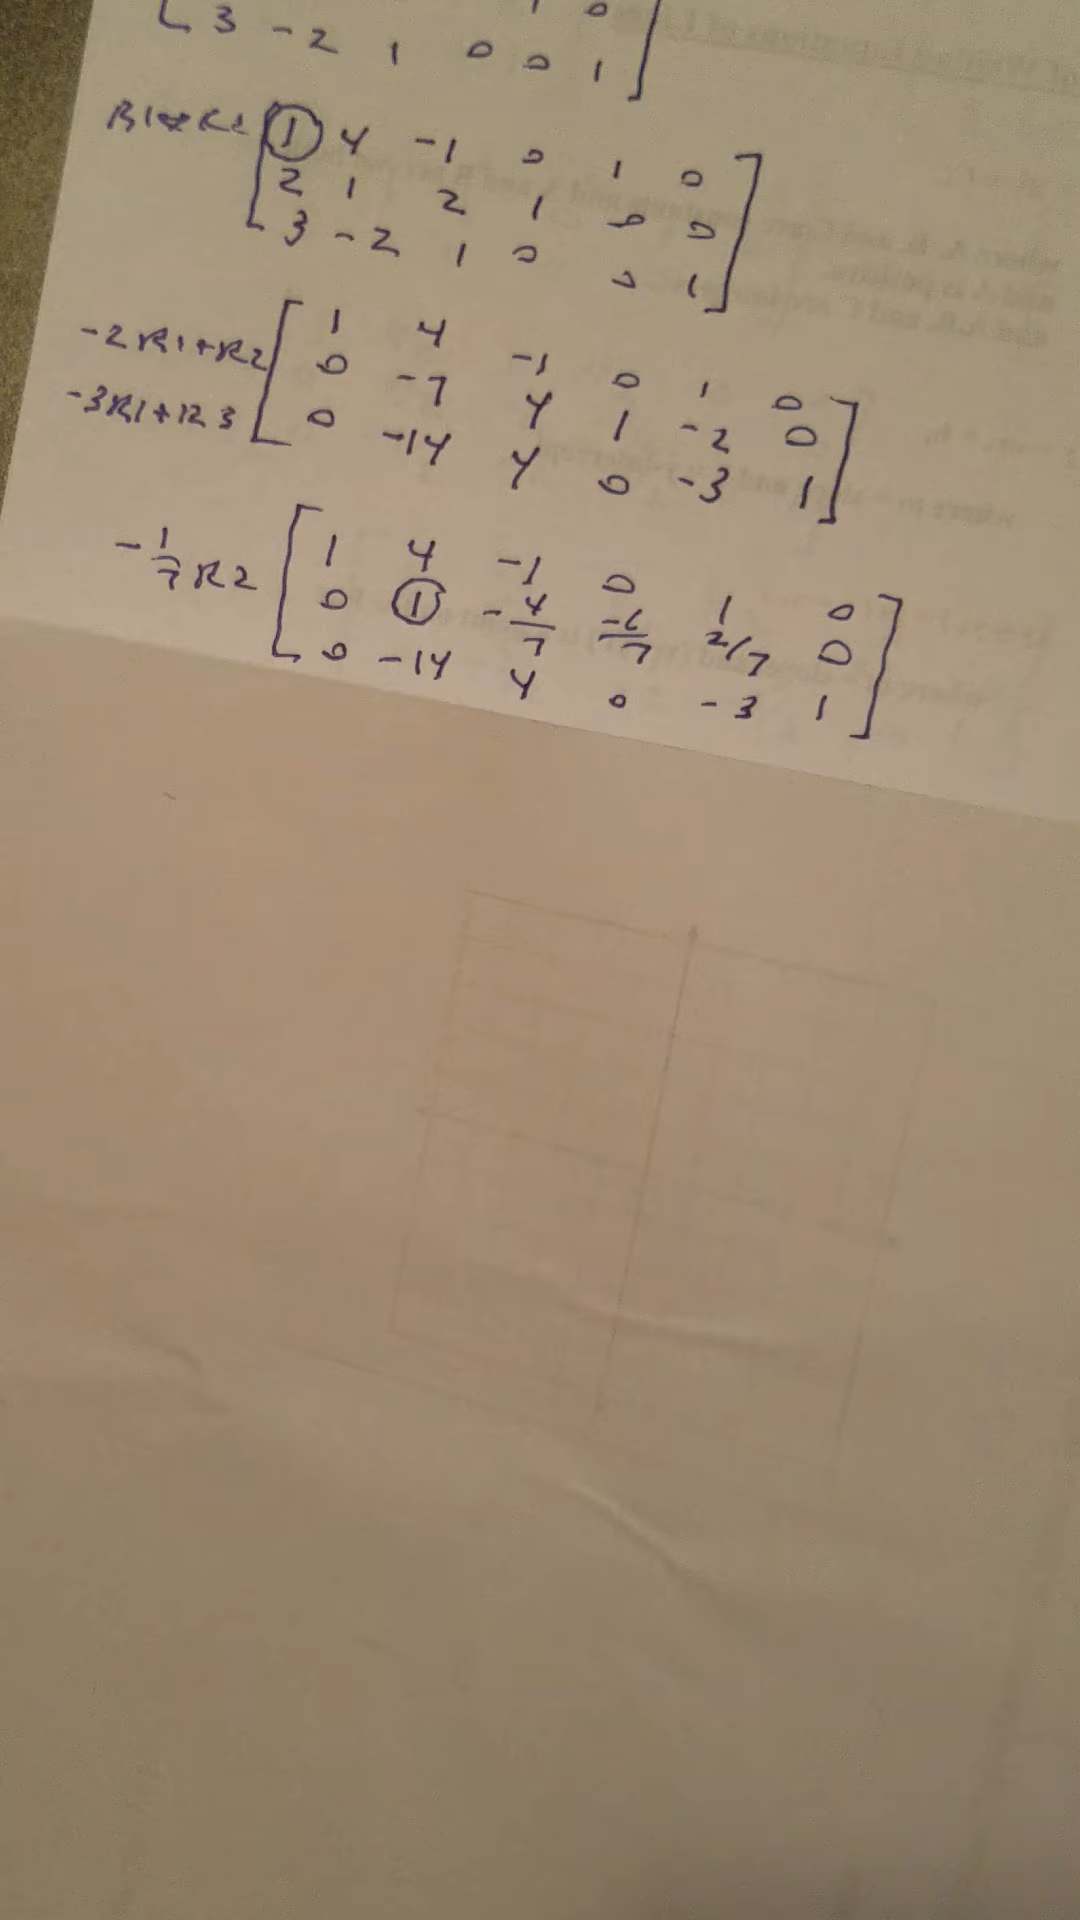 3 -2 1 0 0 1
R1↔R2 1 4 -1 0 1 0
2 1 2 1 0 0
3 -2 1 0 0 1
1 4 -1 0 1 0
-2R1+R2 0 -7 4 1 -2 0
-3R1+R3 0 -14 4 0 -3 1
1 4 -1 0 1 0
-1/7 R2 0 1 -4/7 -6/7 2/7 0
0 -14 4 0 -3 1